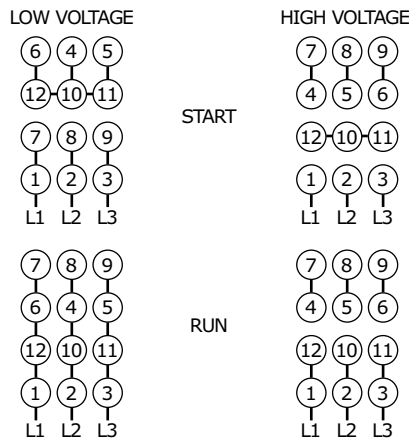 LOW VOLTAGE HIGH VOLTAGE
6 4 5 7 8 9
12 10 11 4 5 6
START
7 8 9 12 10 11
1 2 3 1 2 3
L1 L2 L3 L1 L2 L3
7 8 9 7 8 9
6 4 5 4 5 6
RUN
12 10 11 12 10 11
1 2 3 1 2 3
L1 L2 L3 L1 L2 L3